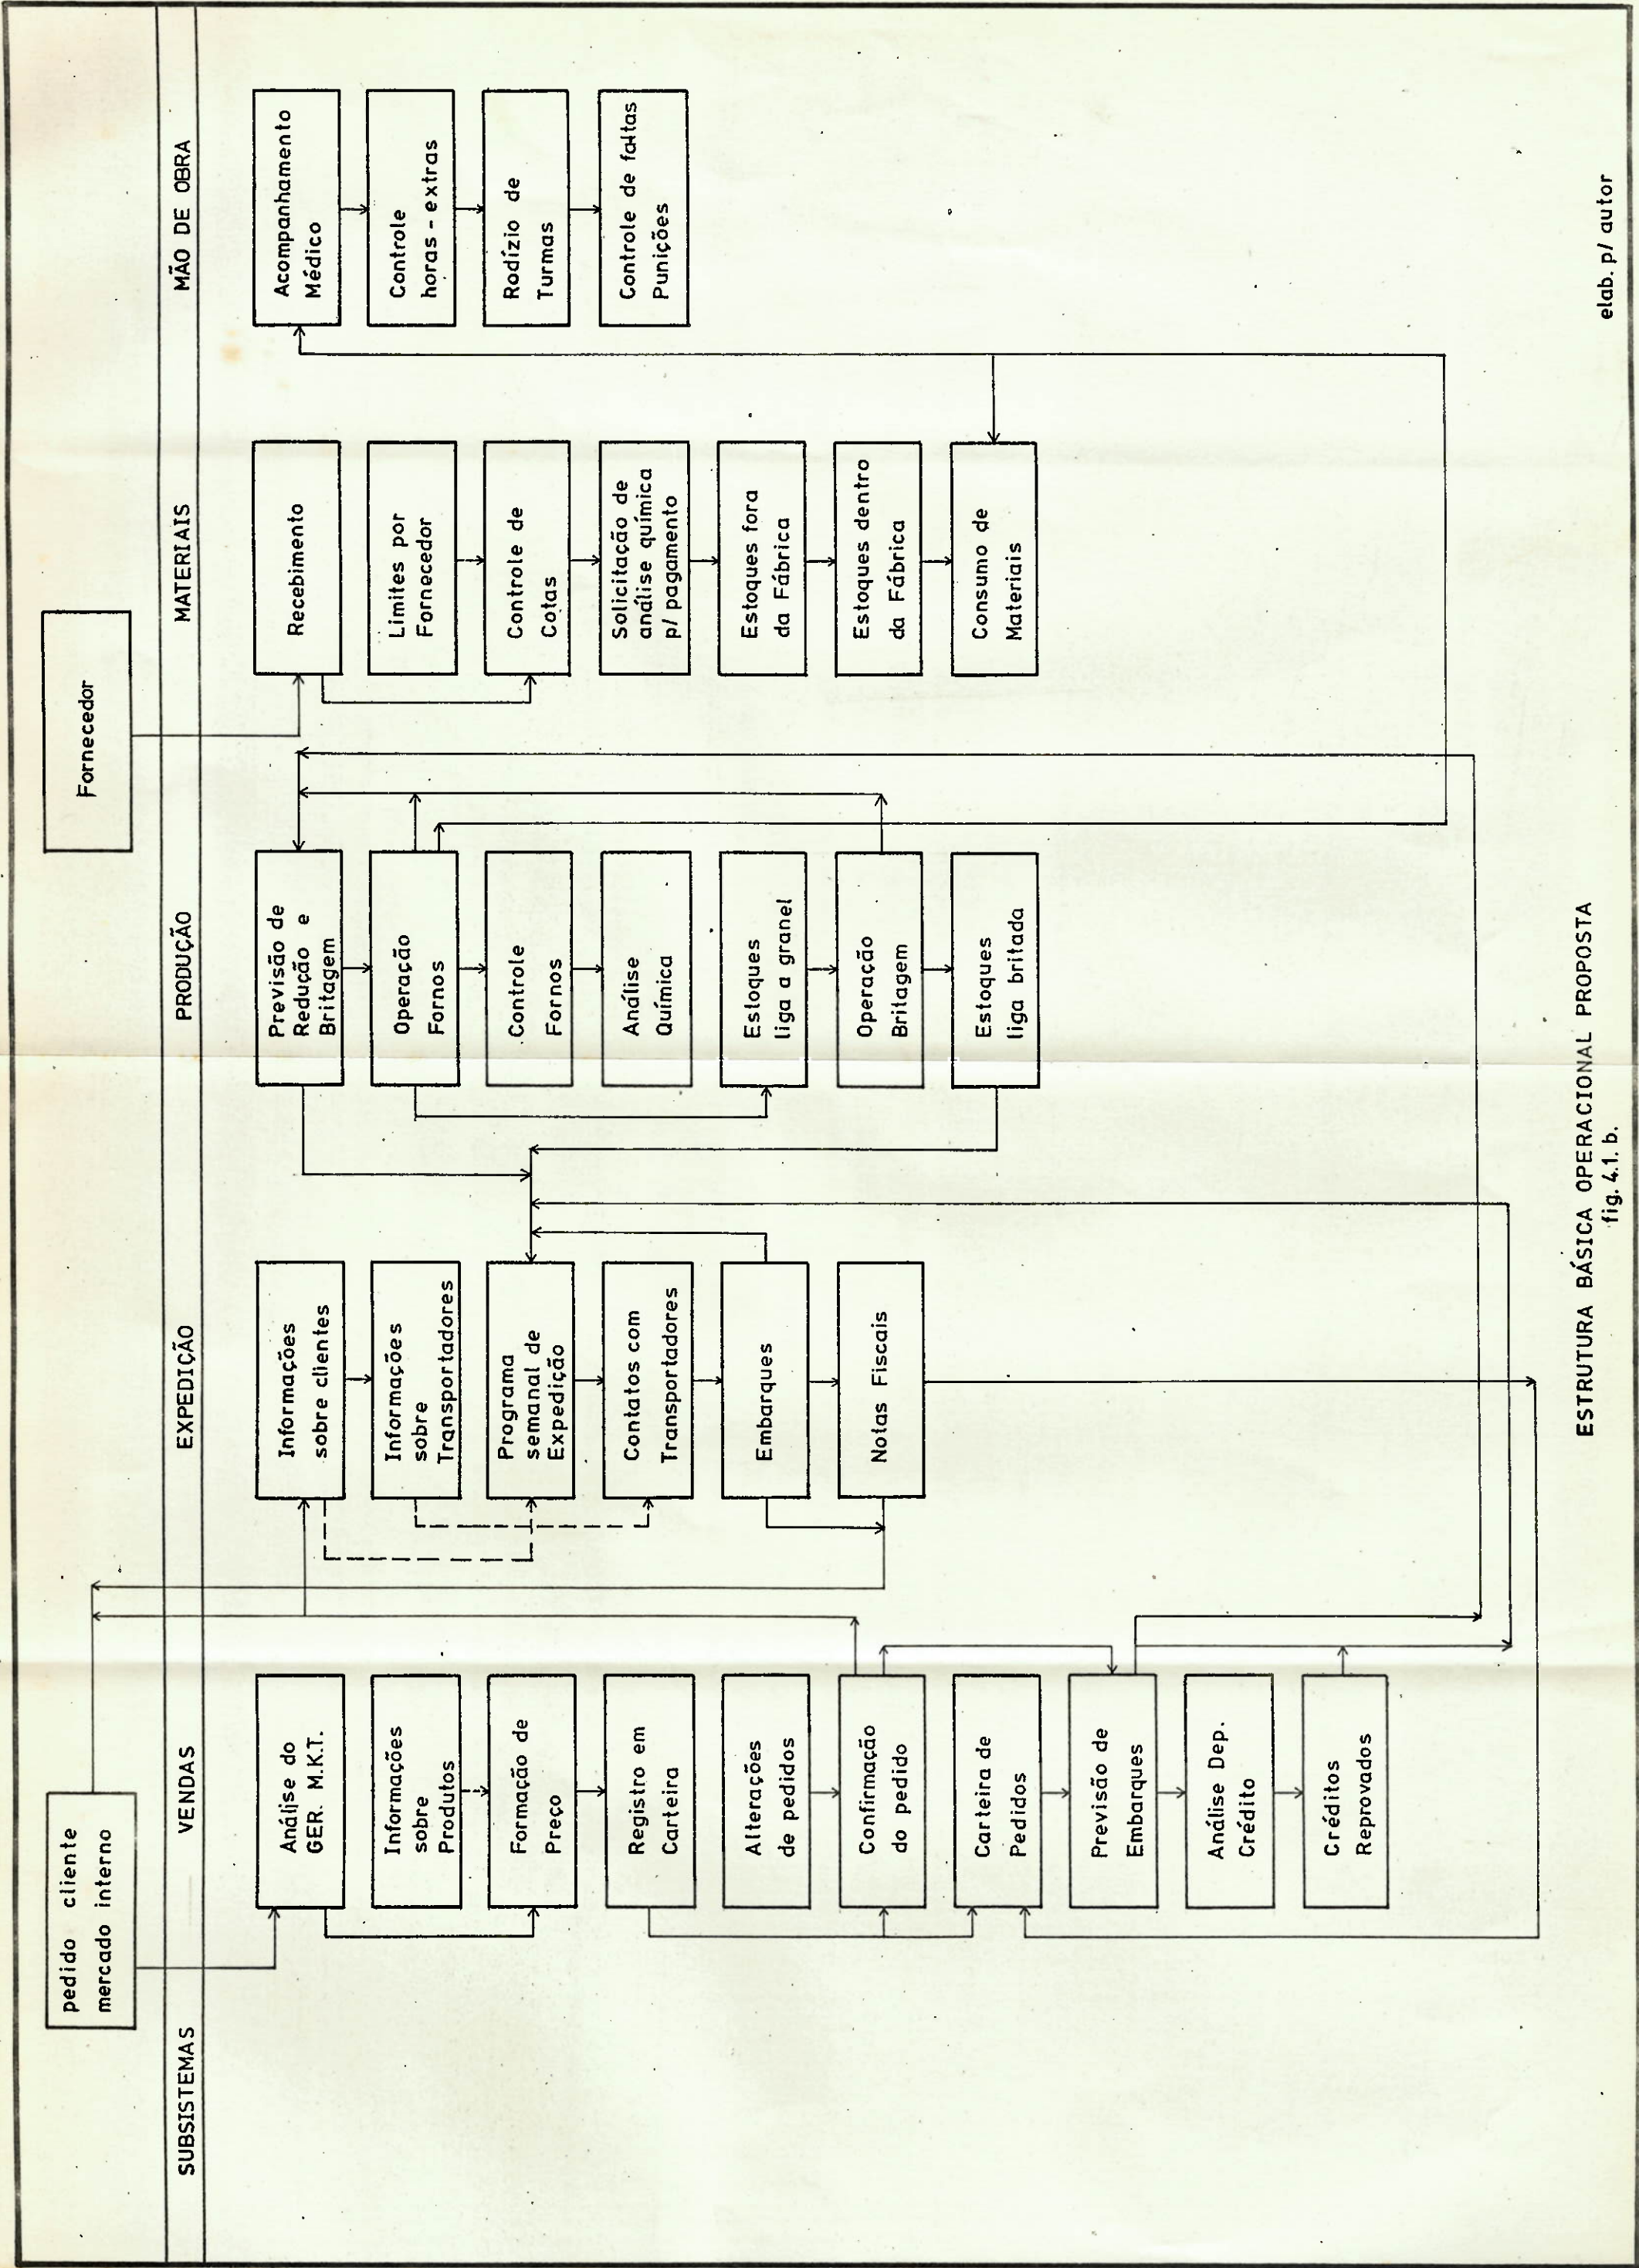 pedido cliente
mercado interno
Fornecedor
SUBSISTEMAS
VENDAS
EXPEDIÇÃO
PRODUÇÃO
MATERIAIS
MÃO DE OBRA
Análise do
GER. M.K.T.
Informações
sobre
Produtos
Formação de
Preço
Registro em
Carteira
Alterações
de pedidos
Confirmação
do pedido
Carteira de
Pedidos
Previsão de
Embarques
Análise Dep.
Crédito
Créditos
Reprovados
Informações
sobre clientes
Informações
sobre
Transportadores
Programa
semanal de
Expedição
Contatos com
Transportadores
Embarques
Notas Fiscais
Previsão de
Redução e
Britagem
Operação
Fornos
Controle
Fornos
Análise
Química
Estoques
liga a granel
Operação
Britagem
Estoques
liga britada
Recebimento
Limites por
Fornecedor
Controle de
Cotas
Solicitação de
análise química
p/ pagamento
Estoques fora
da Fábrica
Estoques dentro
da Fábrica
Consumo de
Materiais
Acompanhamento
Médico
Controle
horas-extras
Rodízio de
Turmas
Controle de faltas
Punições
ESTRUTURA BÁSICA OPERACIONAL PROPOSTA
fig. 4.1. b.
elab. p/ autor